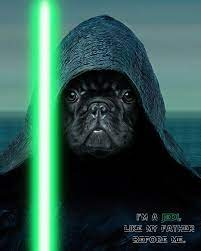 I'M A JEDI,
LIKE MY FATHER
BEFORE ME.